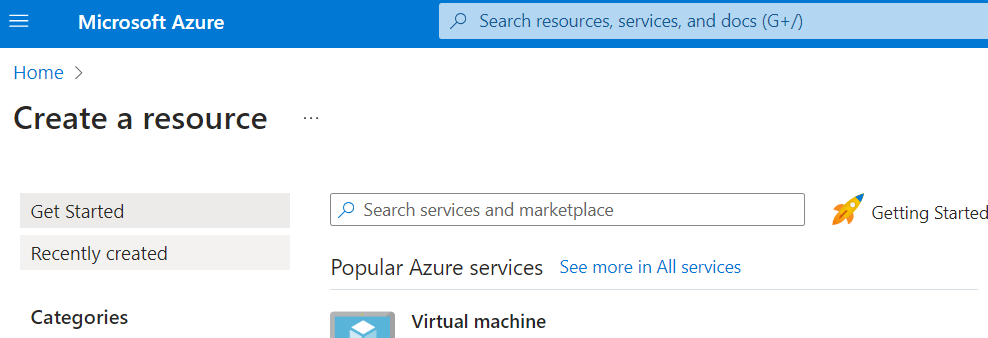 Microsoft Azure
Search resources, services, and docs (G+/)
Home
Create a resource
...
Get Started
Recently created
Categories
Search services and marketplace
Getting Started
Popular Azure services
See more in All services
Virtual machine